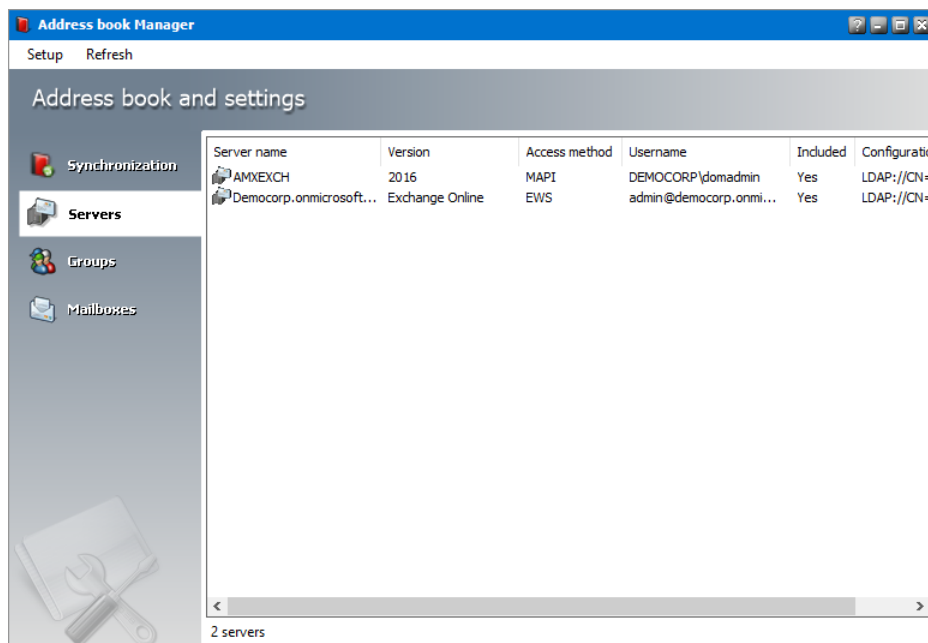 Address book Manager
Setup Refresh
Address book and settings
Synchronization
Servers
Groups
Mailboxes
Server name Version Access method Username Included Configuratio
AMXEXCH 2016 MAPI DEMOCORP\domadmin Yes LDAP://CN=
Democorp.onmicrosoft... Exchange Online EWS admin@democorp.onmi... Yes LDAP://CN=
2 servers